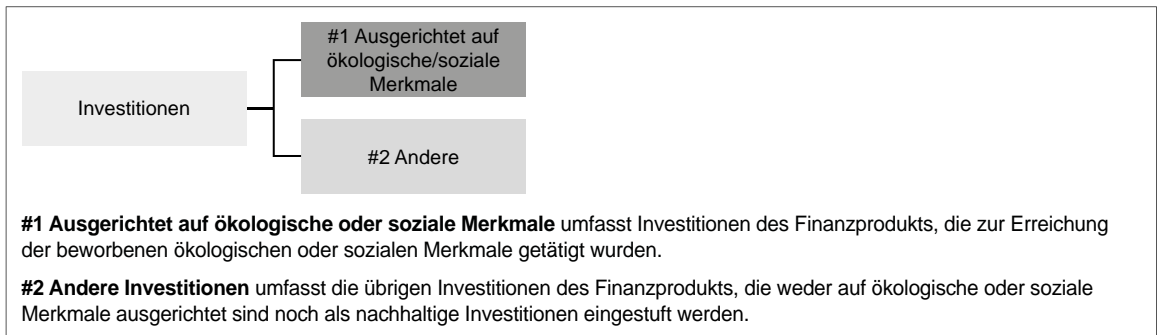 #1 Ausgerichtet auf
ökologische/soziale
Merkmale
Investitionen
#2 Andere
#1 Ausgerichtet auf ökologische oder soziale Merkmale umfasst Investitionen des Finanzprodukts, die zur Erreichung
der beworbenen ökologischen oder sozialen Merkmale getätigt wurden.
#2 Andere Investitionen umfasst die übrigen Investitionen des Finanzprodukts, die weder auf ökologische oder soziale
Merkmale ausgerichtet sind noch als nachhaltige Investitionen eingestuft werden.